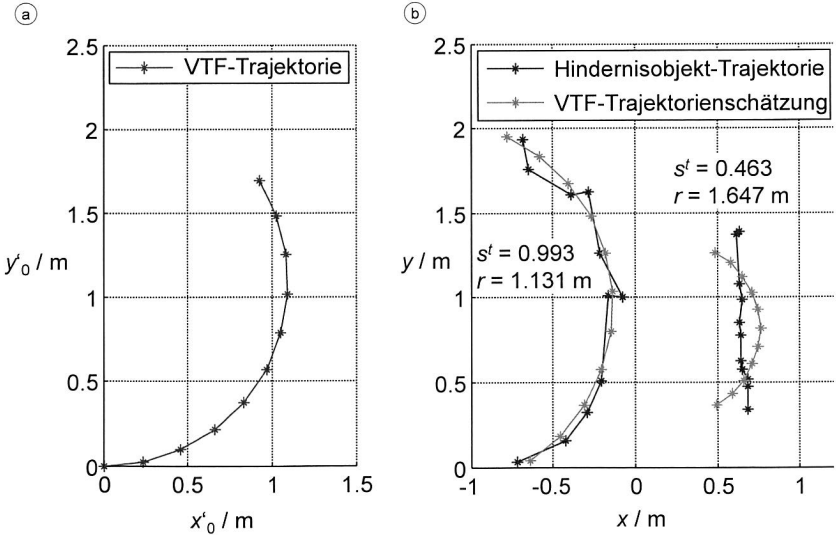 a
2.5
VTF-Trajektorie
2
1.5
y'0 / m
1
0.5
0
0 0.5 1 1.5
x'0 / m
b
2.5
Hindernisobjekt-Trajektorie
VTF-Trajektorienschätzung
2
s^t = 0.463
r = 1.647 m
1.5
y / m
s^t = 0.993
r = 1.131 m
1
0.5
0
-1 -0.5 0 0.5 1
x / m